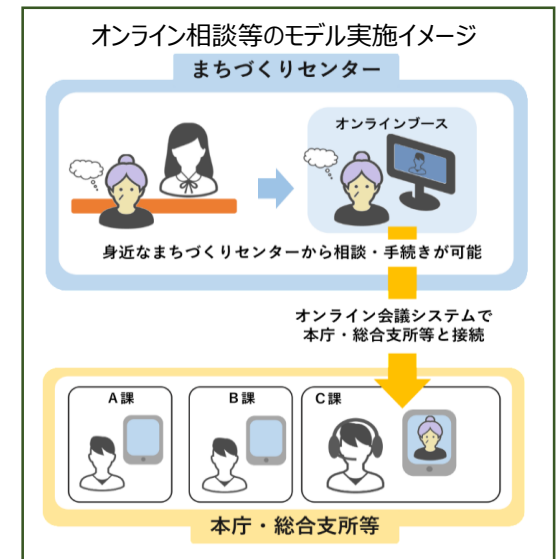 オンライン相談等のモデル実施イメージ
まちづくりセンター
オンラインブース
身近なまちづくりセンターから相談・手続きが可能
オンライン会議システムで
本庁・総合支所等と接続
A課
B課
C課
本庁・総合支所等